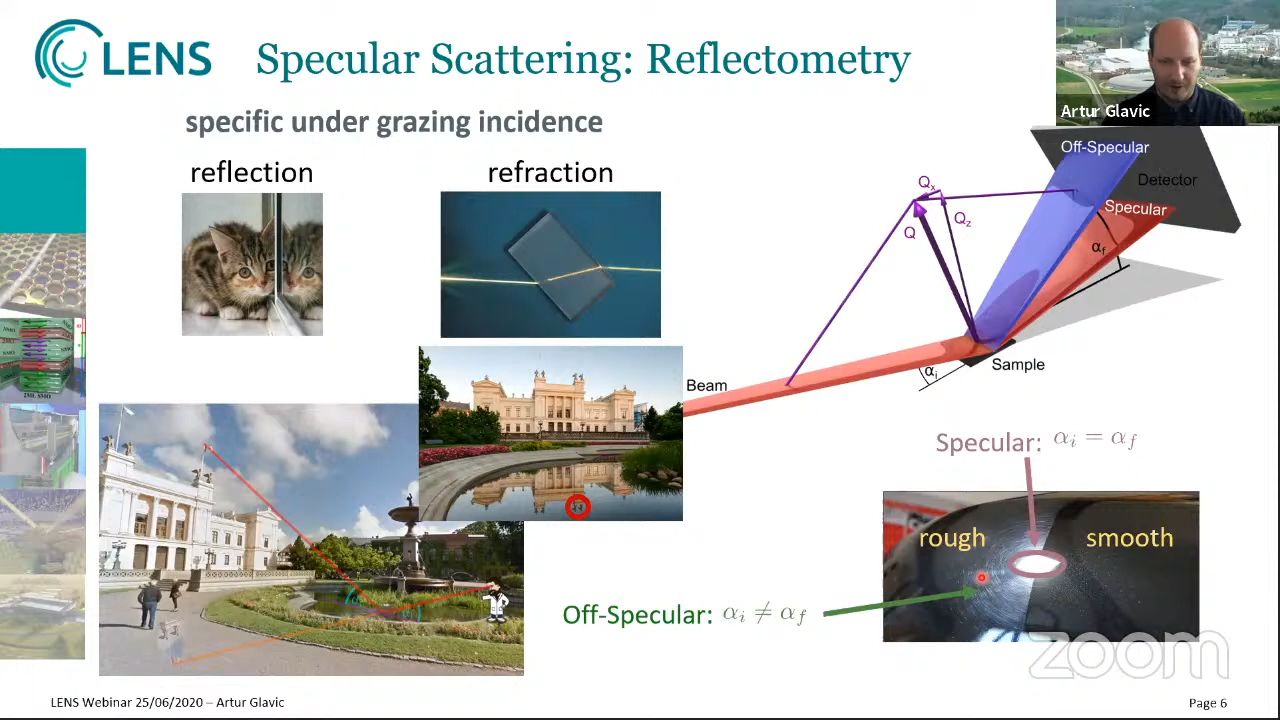 LENS
Specular Scattering: Reflectometry
Artur Glavic
specific under grazing incidence
reflection
refraction
Off-Specular
Detector
Specular
Qx
Qz
Q
αf
Beam
αi
Sample
Specular: αi = αf
rough
smooth
Off-Specular: αi ≠ αf
zoom
LENS Webinar 25/06/2020 – Artur Glavic
Page 6